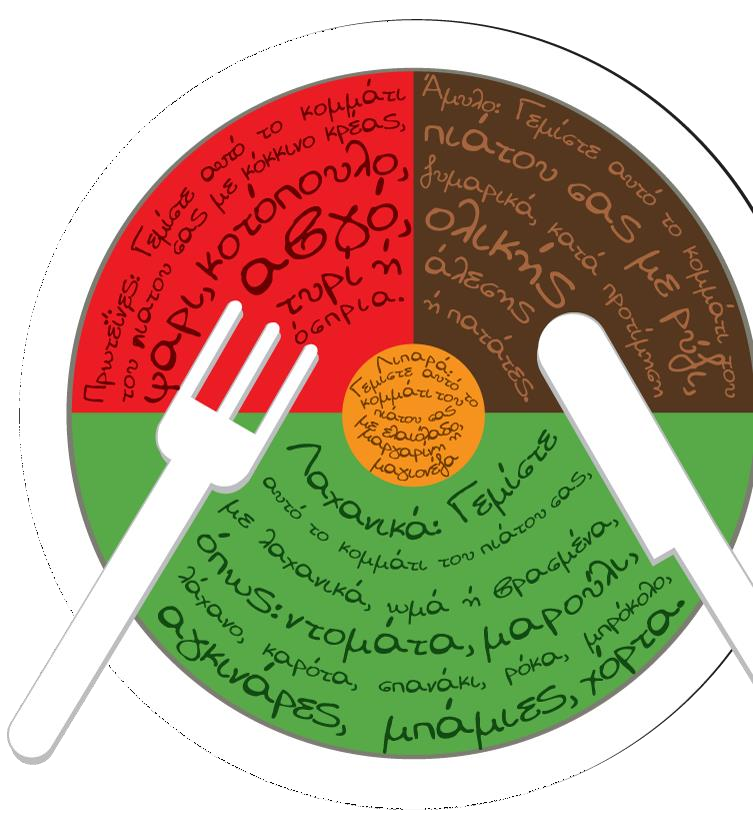 Πρωτεΐνες: Γεμίστε αυτό το κομμάτι
του πιάτου σας με κόκκινο κρέας,
ψαρι, κοτόπουλο,
αβγό,
τυρί ή
όσπρια.
Άμυλο: Γεμίστε αυτό το κομμάτι του
πιάτου σας με ρύζι,
ζυμαρικά, κατά προτίμηση
ολικής
άλεσης
ή πατάτες.
Λιπαρά:
Γεμίστε αυτό το
κομμάτι του
πιάτου σας
με ελαιόλαδο,
μαργαρίνη ή
μαγιονέζα
Λαχανικά: Γεμίστε
αυτό το κομμάτι του πιάτου σας,
με λαχανικά, ωμά ή βρασμένα,
όπως: ντομάτα, μαρούλι,
λάχανο, καρότα, σπανάκι, ρόκα, μπρόκολο,
αγκινάρες, μπάμιες, χόρτα.